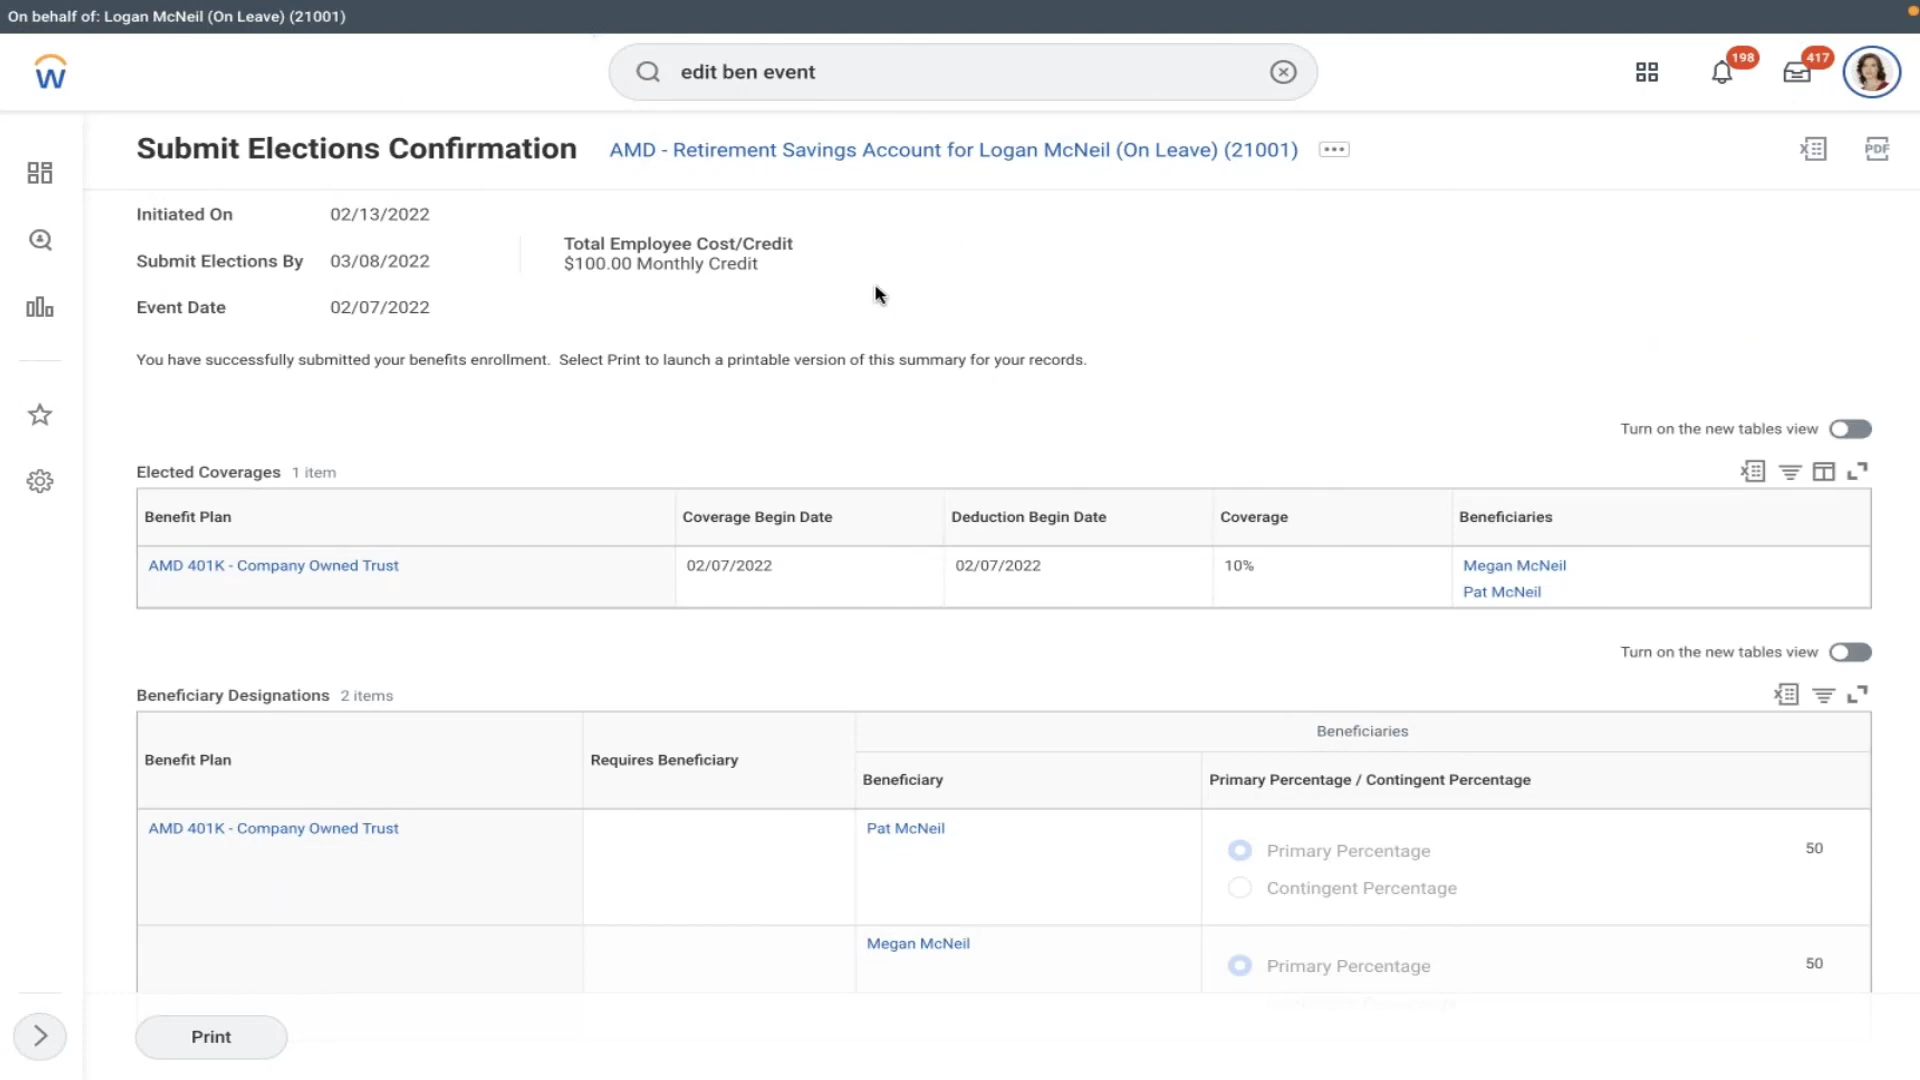 On behalf of: Logan McNeil (On Leave) (21001)
W
edit ben event
198
417
Submit Elections Confirmation
AMD - Retirement Savings Account for Logan McNeil (On Leave) (21001)
PDF
Initiated On 02/13/2022
Submit Elections By 03/08/2022
Event Date 02/07/2022
Total Employee Cost/Credit
$100.00 Monthly Credit
You have successfully submitted your benefits enrollment. Select Print to launch a printable version of this summary for your records.
Turn on the new tables view
Elected Coverages 1 item
Benefit Plan Coverage Begin Date Deduction Begin Date Coverage Beneficiaries
AMD 401K - Company Owned Trust 02/07/2022 02/07/2022 10% Megan McNeil
Pat McNeil
Turn on the new tables view
Beneficiary Designations 2 items
Beneficiaries
Benefit Plan Requires Beneficiary Beneficiary Primary Percentage / Contingent Percentage
AMD 401K - Company Owned Trust Pat McNeil
Primary Percentage 50
Contingent Percentage
Megan McNeil
Primary Percentage 50
Print